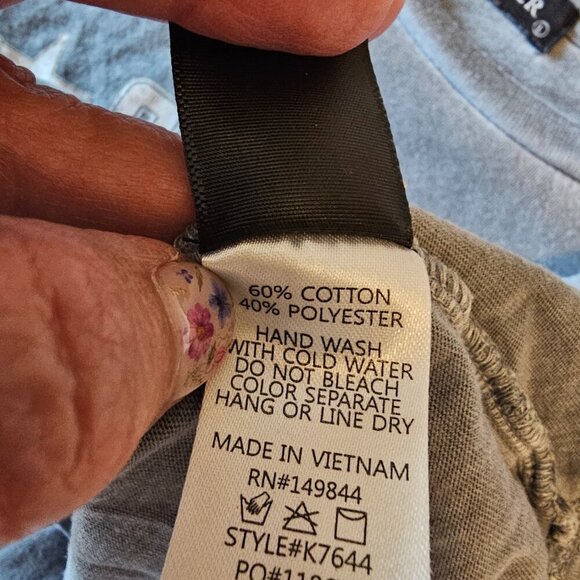 60% COTTON
40% POLYESTER
HAND WASH
WITH COLD WATER
DO NOT BLEACH
COLOR SEPARATE
HANG OR LINE DRY
MADE IN VIETNAM
RN#149844
STYLE#K7644